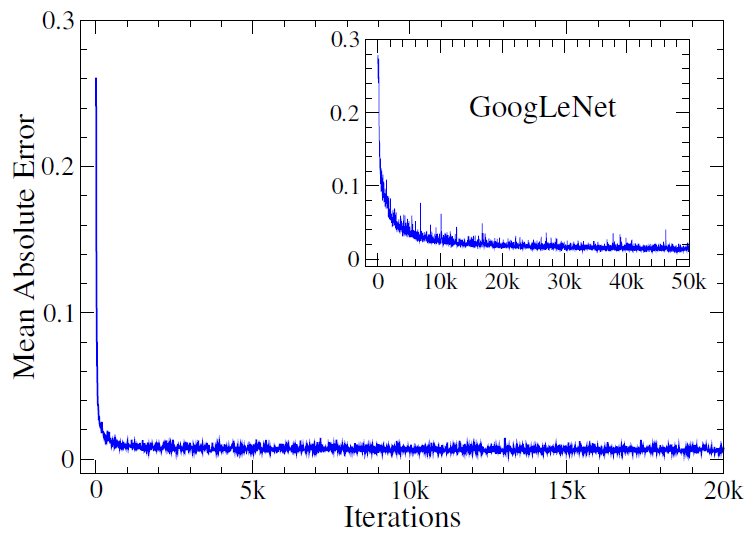 0.3
0.2
0.1
0
Mean Absolute Error
0
5k
10k
15k
20k
Iterations
0.3
0.2
0.1
0
GoogLeNet
0
10k
20k
30k
40k
50k